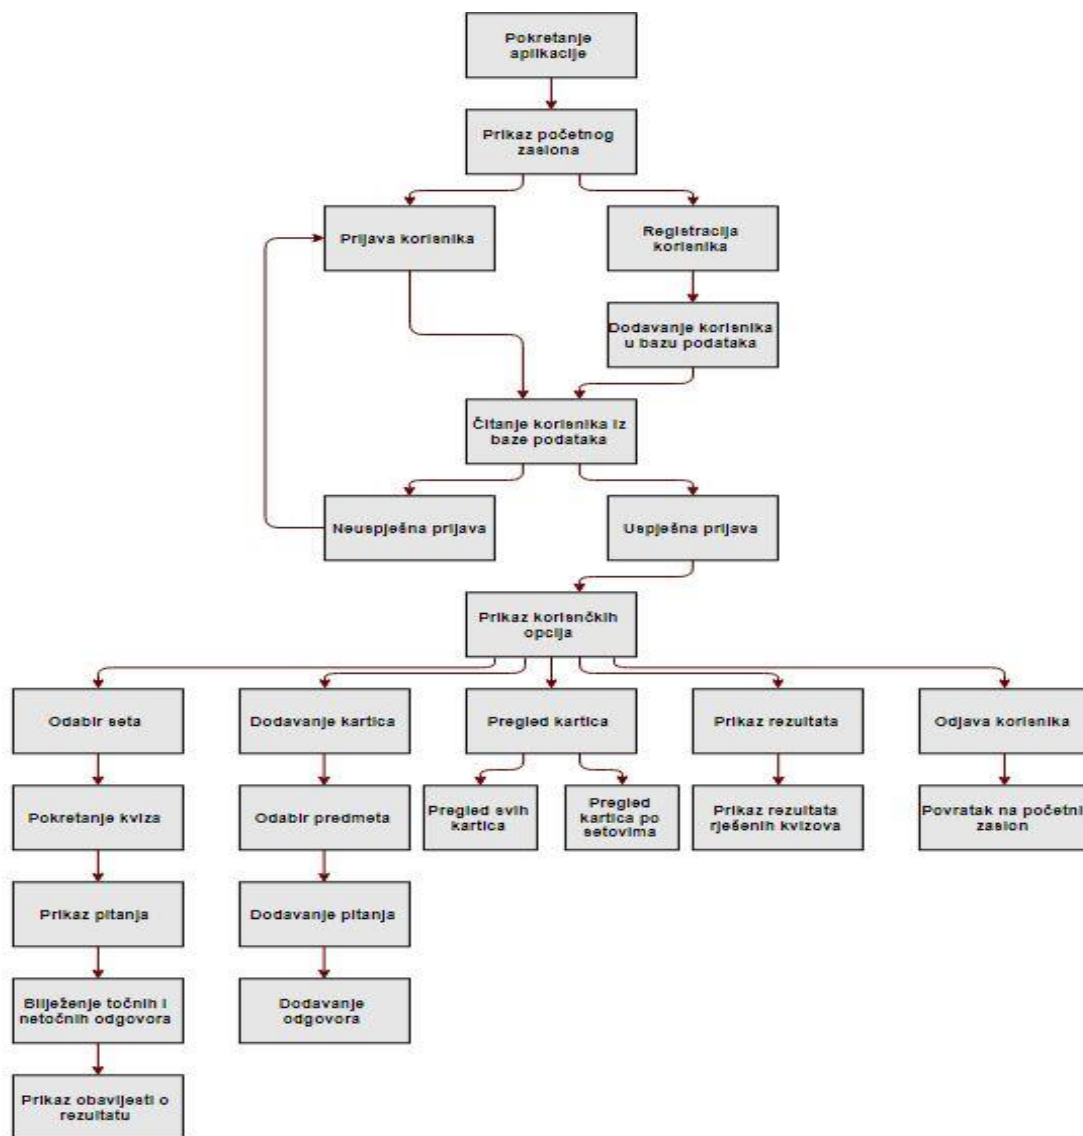 Pokretanje
aplikacije
Prikaz početnog
zaslona
Prijava korisnika
Registracija
korisnika
Dodavanje korisnika
u bazu podataka
Čitanje korisnika iz
baze podataka
Neuspješna prijava
Uspješna prijava
Prikaz korisnčkih
opcija
Odabir seta
Dodavanje kartica
Pregled kartica
Prikaz rezultata
Odjava korisnika
Pokretanje kviza
Odabir predmeta
Pregled svih
kartica
Pregled
kartica po
setovima
Prikaz rezultata
rješenih kvizova
Povratak na početni
zaslon
Prikaz pitanja
Dodavanje pitanja
Bilježenje točnih i
netočnih odgovora
Dodavanje
odgovora
Prikaz obavijesti o
rezultatu